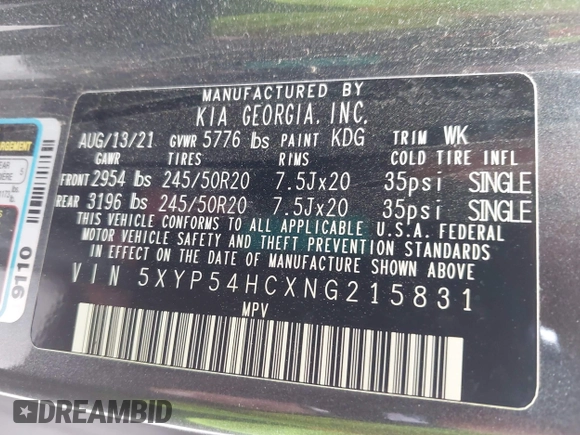 MANUFACTURED BY
KIA GEORGIA, INC.
AUG/13/21 GVWR 5776 lbs PAINT KDG TRIM WK
GAWR TIRES RIMS COLD TIRE INFL
FRONT 2954 lbs 245/50R20 7.5Jx20 35psi SINGLE
REAR 3196 lbs 245/50R20 7.5Jx20 35psi SINGLE
THIS VEHICLE CONFORMS TO ALL APPLICABLE U.S.A. FEDERAL
MOTOR VEHICLE SAFETY AND THEFT PREVENTION STANDARDS
IN EFFECT ON THE DATE OF MANUFACTURE SHOWN ABOVE
VIN 5XYP54HCXNG215831
MPV
9110
DREAMBID